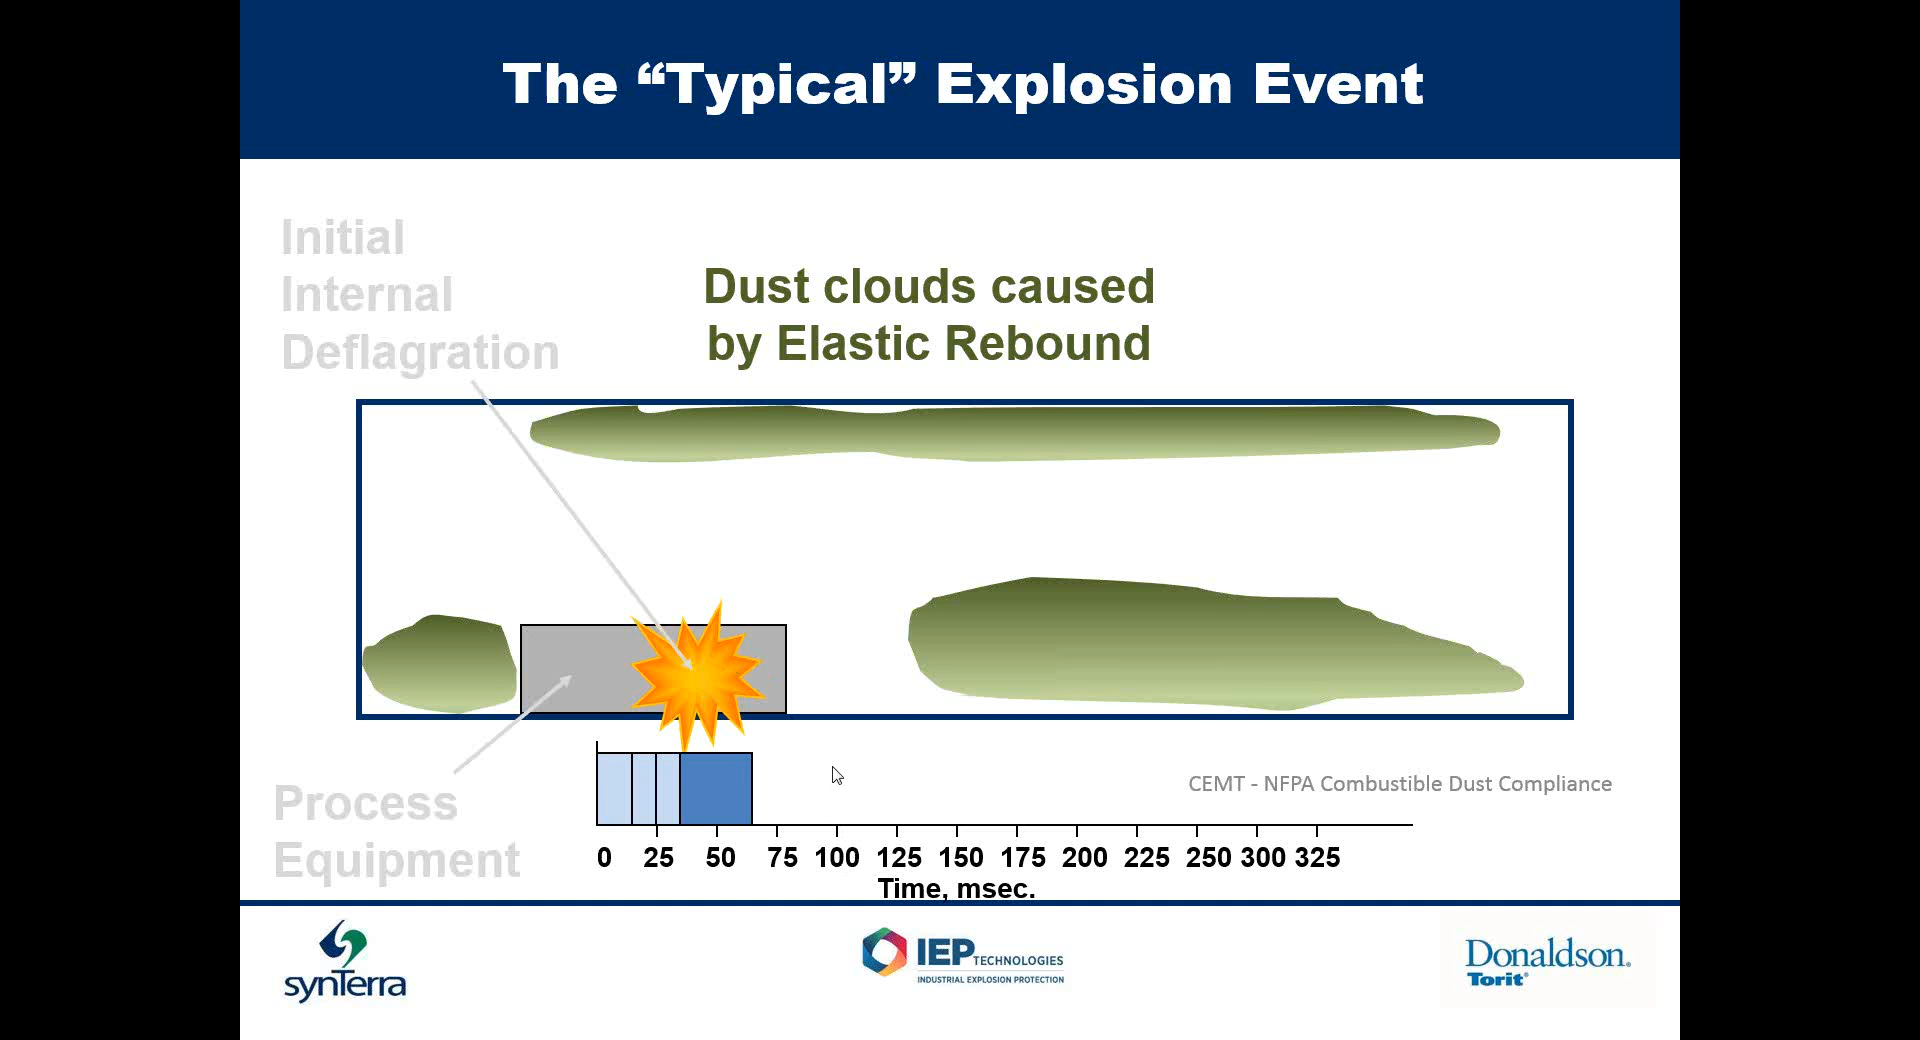 The “Typical” Explosion Event
Initial
Internal
Deflagration
Dust clouds caused
by Elastic Rebound
Process
Equipment
CEMT - NFPA Combustible Dust Compliance
0 25 50 75 100 125 150 175 200 225 250 300 325
Time, msec.
synTerra
IEP TECHNOLOGIES
INDUSTRIAL EXPLOSION PROTECTION
Donaldson.
Torit®